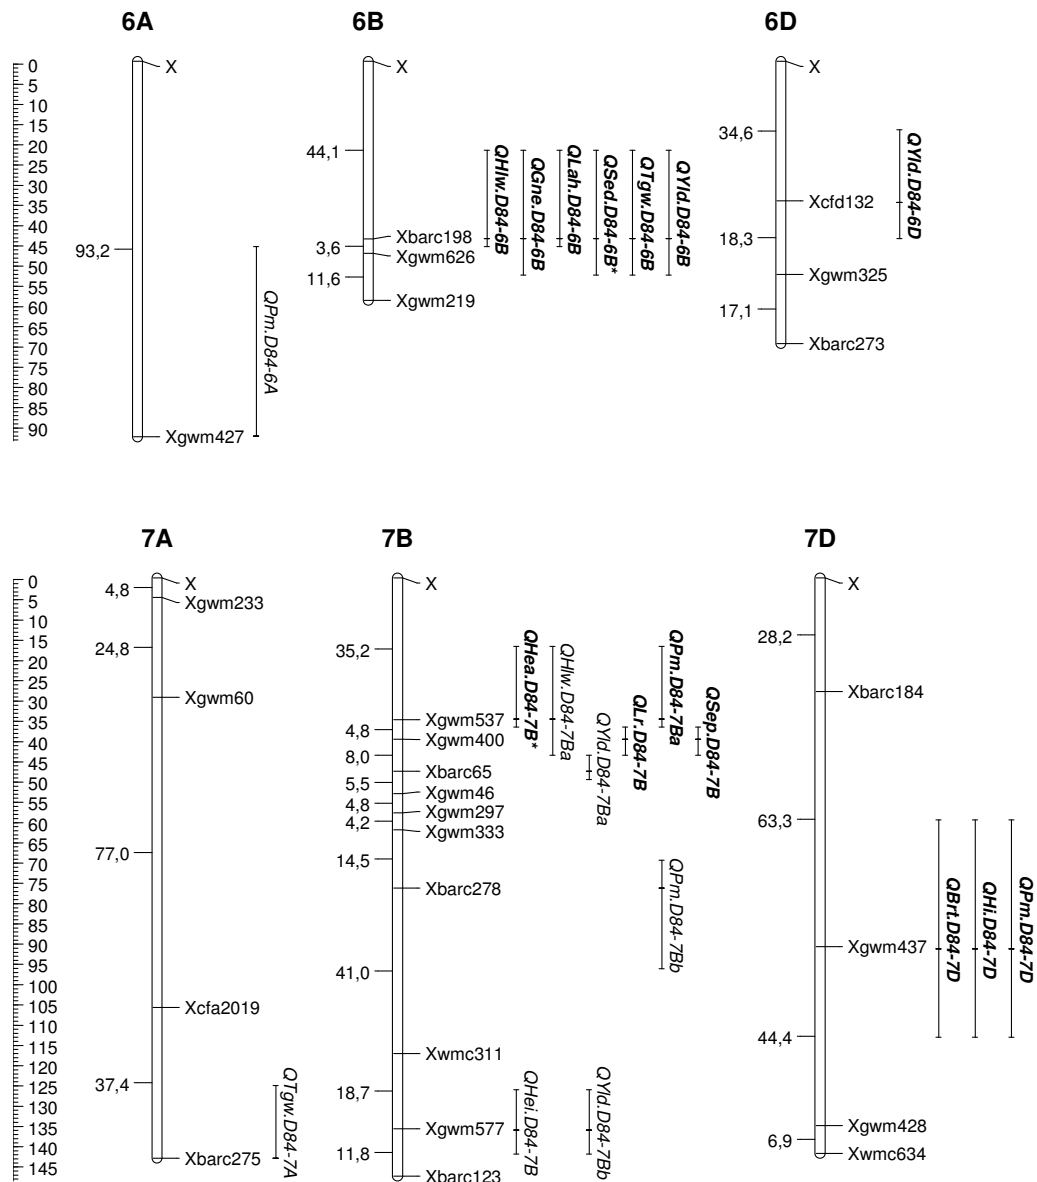 6A
6B
6D
0
5
10
15
20
25
30
35
40
45
50
55
60
65
70
75
80
85
90
X
93,2
Xgwm427
QPm.D84-6A
X
44,1
Xbarc198
3,6
Xgwm626
11,6
Xgwm219
QHlw.D84-6B
QGne.D84-6B
QLah.D84-6B
QSed.D84-6B*
QTgw.D84-6B
QYld.D84-6B
X
34,6
Xcfd132
18,3
Xgwm325
17,1
Xbarc273
QYld.D84-6D
7A
7B
7D
0
5
10
15
20
25
30
35
40
45
50
55
60
65
70
75
80
85
90
95
100
105
110
115
120
125
130
135
140
145
X
4,8
Xgwm233
24,8
Xgwm60
77,0
Xcfa2019
37,4
Xbarc275
QTgw.D84-7A
X
35,2
Xgwm537
4,8
Xgwm400
8,0
Xbarc65
5,5
Xgwm46
4,8
Xgwm297
4,2
Xgwm333
14,5
Xbarc278
41,0
Xwmc311
18,7
Xgwm577
11,8
Xbarc123
QHea.D84-7B*
QHlw.D84-7Ba
QYld.D84-7Ba
QLr.D84-7B
QPm.D84-7Ba
QSep.D84-7B
QPm.D84-7Bb
QHei.D84-7B
QYld.D84-7Bb
X
28,2
Xbarc184
63,3
Xgwm437
44,4
Xgwm428
6,9
Xwmc634
QBrt.D84-7D
QHi.D84-7D
QPm.D84-7D